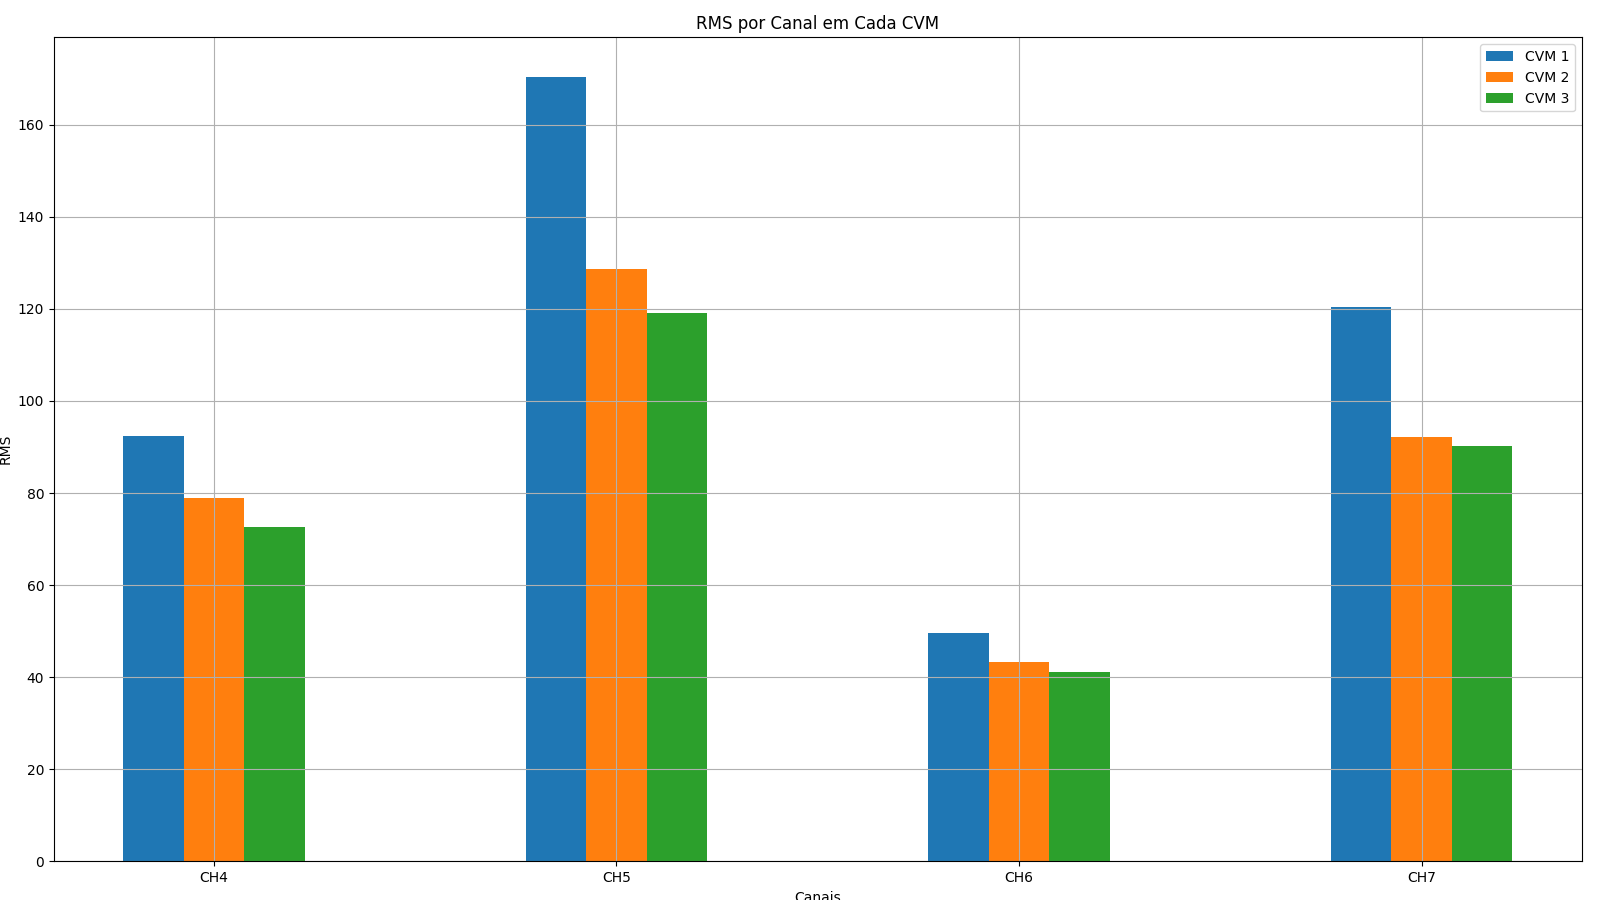 RMS por Canal em Cada CVM
CVM 1
CVM 2
CVM 3
RMS
160
140
120
100
80
60
40
20
0
CH4 CH5 CH6 CH7
Canais